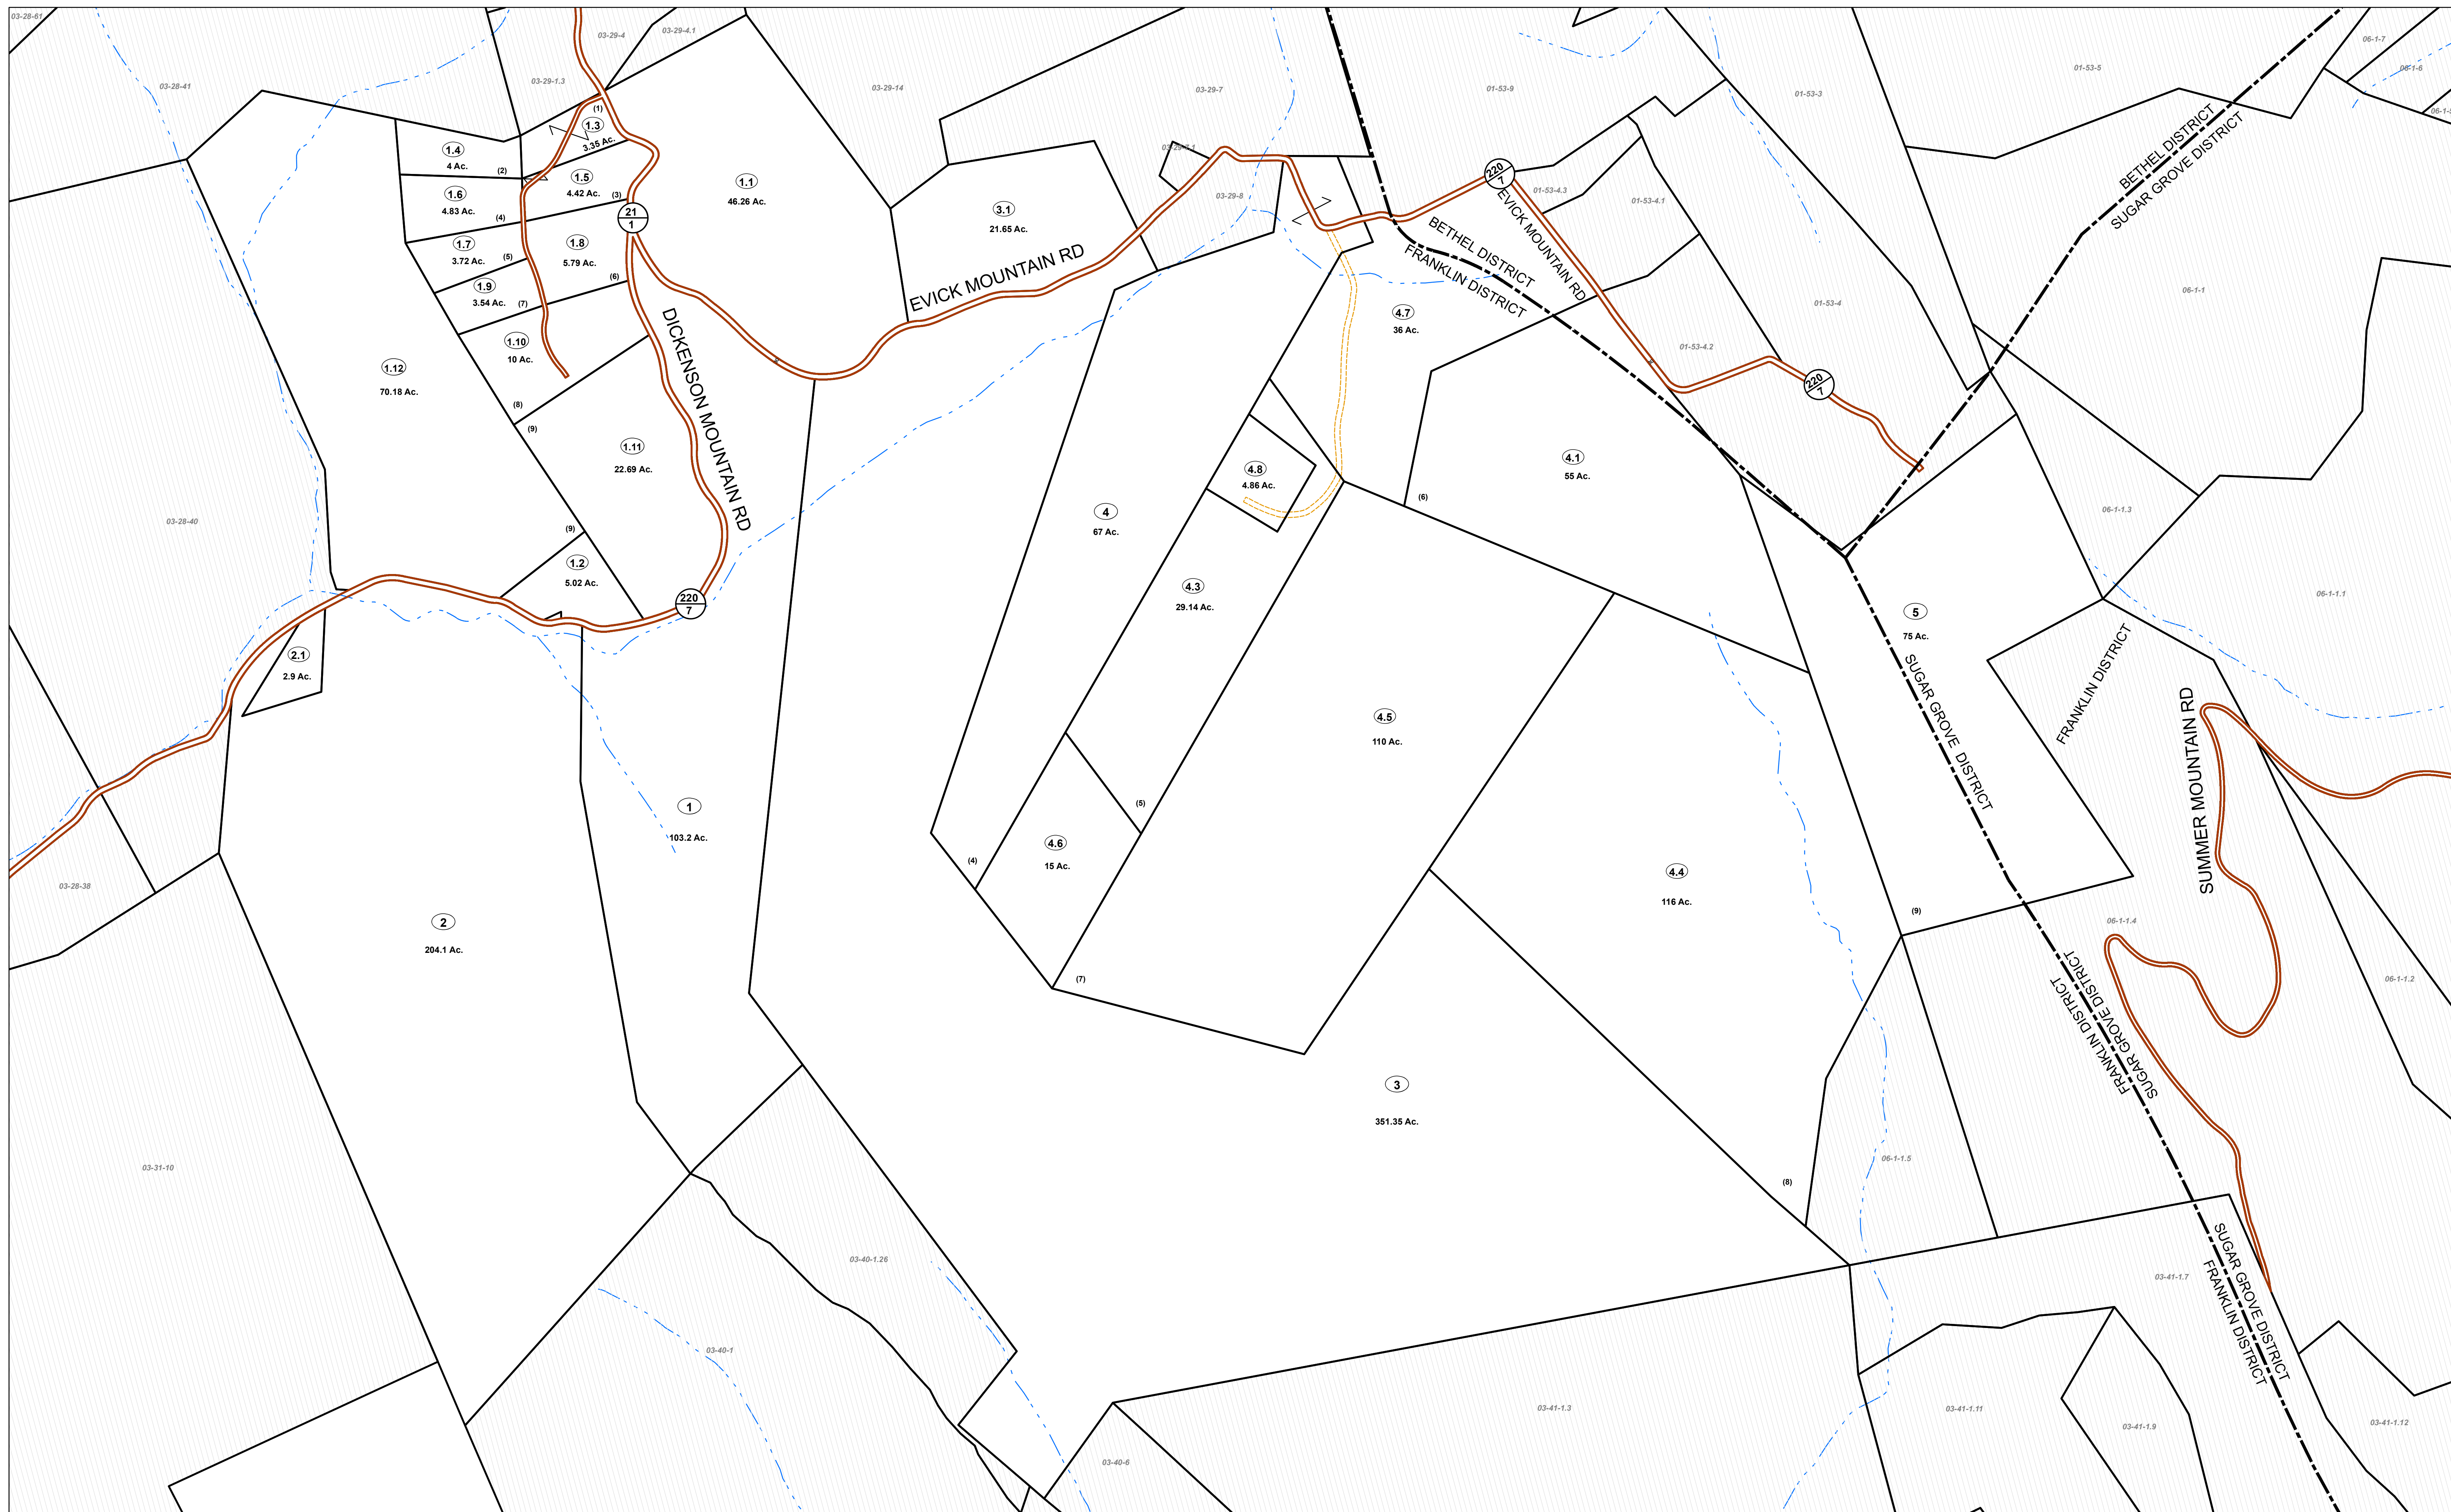 03-28-61
03-29-4
03-29-4.1
06-1-7
01-53-5
06-1-6
03-28-41
03-29-1.3
03-29-14
03-29-7
01-53-9
01-53-3
(1)
1.3
3.35 Ac.
1.4
4 Ac.
(2)
1.5
4.42 Ac.
(3)
1.1
46.26 Ac.
03-29-7.1
220
7
BETHEL DISTRICT
SUGAR GROVE DISTRICT
1.6
4.83 Ac.
(4)
21
1
3.1
21.65 Ac.
03-29-8
01-53-4.3
01-53-4.1
EVICK MOUNTAIN RD
BETHEL DISTRICT
FRANKLIN DISTRICT
1.7
3.72 Ac.
(5)
1.8
5.79 Ac.
(6)
1.9
3.54 Ac.
(7)
EVICK MOUNTAIN RD
4.7
36 Ac.
01-53-4
06-1-1
1.10
10 Ac.
DICKENSON MOUNTAIN RD
01-53-4.2
220
7
1.12
70.18 Ac.
(8)
(9)
1.11
22.69 Ac.
4.8
4.86 Ac.
4.1
55 Ac.
(6)
03-28-40
4
67 Ac.
06-1-1.3
(9)
1.2
5.02 Ac.
220
7
4.3
29.14 Ac.
5
75 Ac.
06-1-1.1
2.1
2.9 Ac.
SUGAR GROVE DISTRICT
FRANKLIN DISTRICT
SUMMER MOUNTAIN RD
4.5
110 Ac.
1
103.2 Ac.
(5)
4.6
15 Ac.
(4)
03-28-38
4.4
116 Ac.
(9)
2
204.1 Ac.
06-1-1.4
(7)
06-1-1.2
SUGAR GROVE DISTRICT
FRANKLIN DISTRICT
3
351.35 Ac.
03-31-10
(8)
06-1-1.5
03-40-1.26
03-41-1.7
SUGAR GROVE DISTRICT
FRANKLIN DISTRICT
03-40-1
03-41-1.3
03-41-1.11
03-41-1.9
03-41-1.12
03-40-6